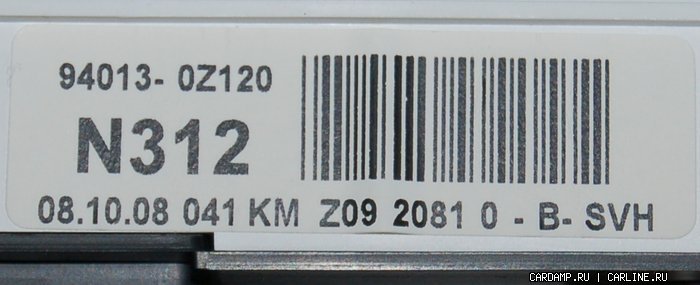 94013- 0Z120
N312
08.10.08 041 KM Z09 2081 0 - B- SVH
CARDAMP.RU | CARLINE.RU